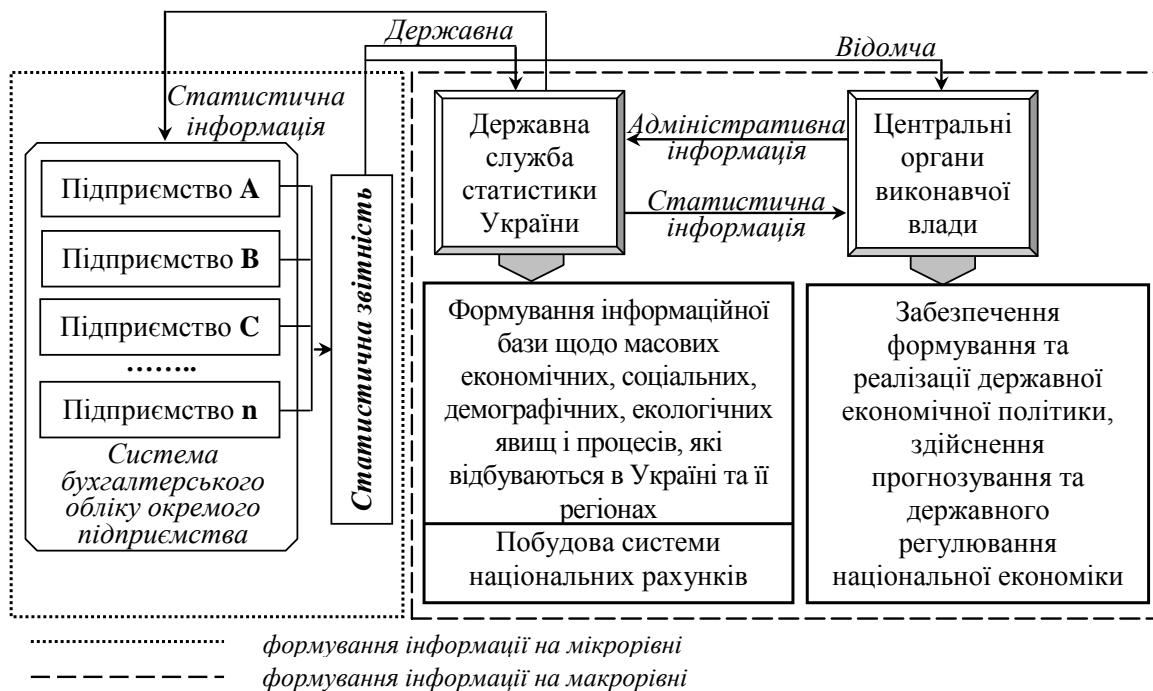 Державна
Відомча
Статистична
інформація
Підприємство A
Підприємство B
Підприємство C
……..
Підприємство n
Система
бухгалтерського
обліку окремого
підприємства
Статистична звітність
Державна
служба
статистики
України
Адміністративна
інформація
Статистична
інформація
Центральні
органи
виконавчої
влади
Формування інформаційної
бази щодо масових
економічних, соціальних,
демографічних, екологічних
явищ і процесів, які
відбуваються в Україні та її
регіонах
Побудова системи
національних рахунків
Забезпечення
формування та
реалізації державної
економічної політики,
здійснення
прогнозування та
державного
регулювання
національної економіки
формування інформації на мікрорівні
формування інформації на макрорівні